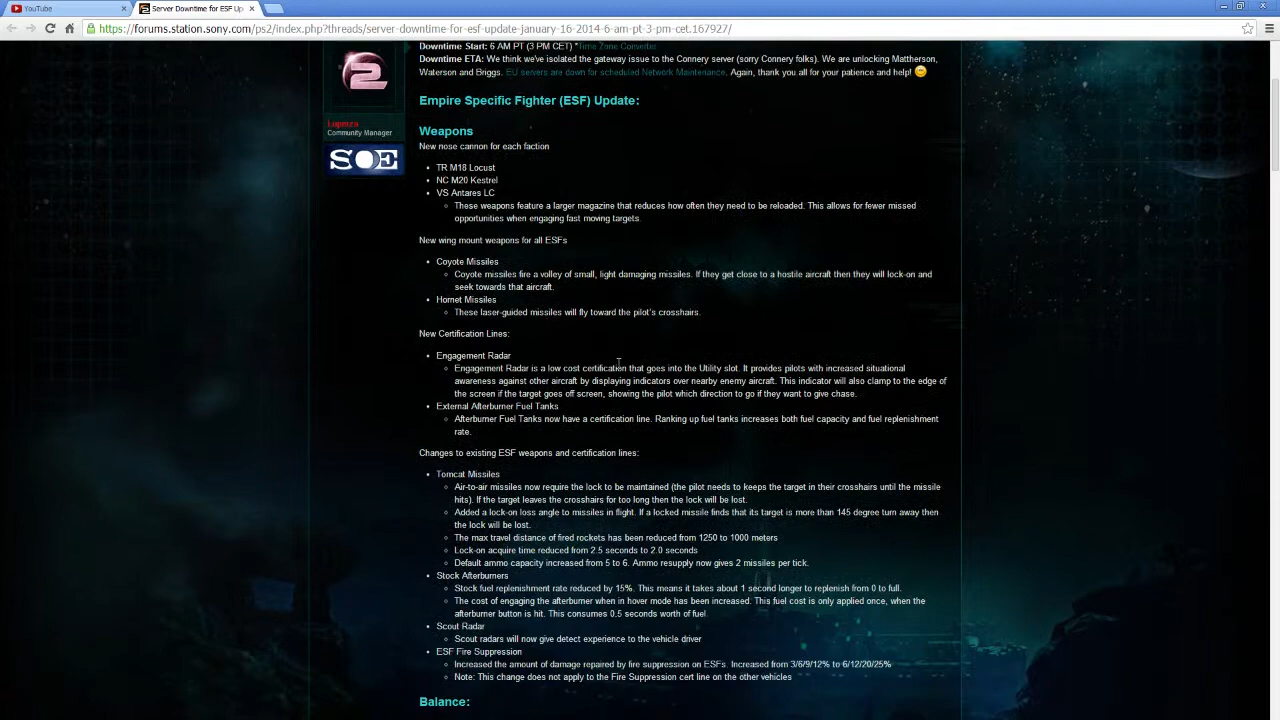 YouTube
Server Downtime for ESF Up
https://forums.station.sony.com/ps2/index.php?threads/server-downtime-for-esf-update-january-16-2014-6-am-pt-3-pm-cet.167927/
Downtime Start: 6 AM PT (3 PM CET) *Time Zone Converter
Downtime ETA: We think we've isolated the gateway issue to the Connery server (sorry Connery folks). We are unlocking Mattherson,
Waterson and Briggs. EU servers are down for scheduled Network Maintenance. Again, thank you all for your patience and help!
2
Luperza
Community Manager
SOE
Empire Specific Fighter (ESF) Update:
Weapons
New nose cannon for each faction
• TR M18 Locust
• NC M20 Kestrel
• VS Antares LC
These weapons feature a larger magazine that reduces how often they need to be reloaded. This allows for fewer missed
opportunities when engaging fast moving targets.
New wing mount weapons for all ESFs
• Coyote Missiles
Coyote missiles fire a volley of small, light damaging missiles. If they get close to a hostile aircraft then they will lock-on and
seek towards that aircraft.
• Hornet Missiles
These laser-guided missiles will fly toward the pilot's crosshairs.
New Certification Lines:
• Engagement Radar
Engagement Radar is a low cost certification that goes into the Utility slot. It provides pilots with increased situational
awareness against other aircraft by displaying indicators over nearby enemy aircraft. This indicator will also clamp to the edge of
the screen if the target goes off screen, showing the pilot which direction to go if they want to give chase.
• External Afterburner Fuel Tanks
Afterburner Fuel Tanks now have a certification line. Ranking up fuel tanks increases both fuel capacity and fuel replenishment
rate.
Changes to existing ESF weapons and certification lines:
• Tomcat Missiles
Air-to-air missiles now require the lock to be maintained (the pilot needs to keeps the target in their crosshairs until the missile
hits). If the target leaves the crosshairs for too long then the lock will be lost.
Added a lock-on loss angle to missiles in flight. If a locked missile finds that its target is more than 145 degree turn away then
the lock will be lost.
The max travel distance of fired rockets has been reduced from 1250 to 1000 meters
Lock-on acquire time reduced from 2.5 seconds to 2.0 seconds
Default ammo capacity increased from 5 to 6. Ammo resupply now gives 2 missiles per tick.
• Stock Afterburners
Stock fuel replenishment rate reduced by 15%. This means it takes about 1 second longer to replenish from 0 to full.
The cost of engaging the afterburner when in hover mode has been increased. This fuel cost is only applied once, when the
afterburner button is hit. This consumes 0.5 seconds worth of fuel.
• Scout Radar
Scout radars will now give detect experience to the vehicle driver
• ESF Fire Suppression
Increased the amount of damage repaired by fire suppression on ESFs. Increased from 3/6/9/12% to 6/12/20/25%
Note: This change does not apply to the Fire Suppression cert line on the other vehicles
Balance: